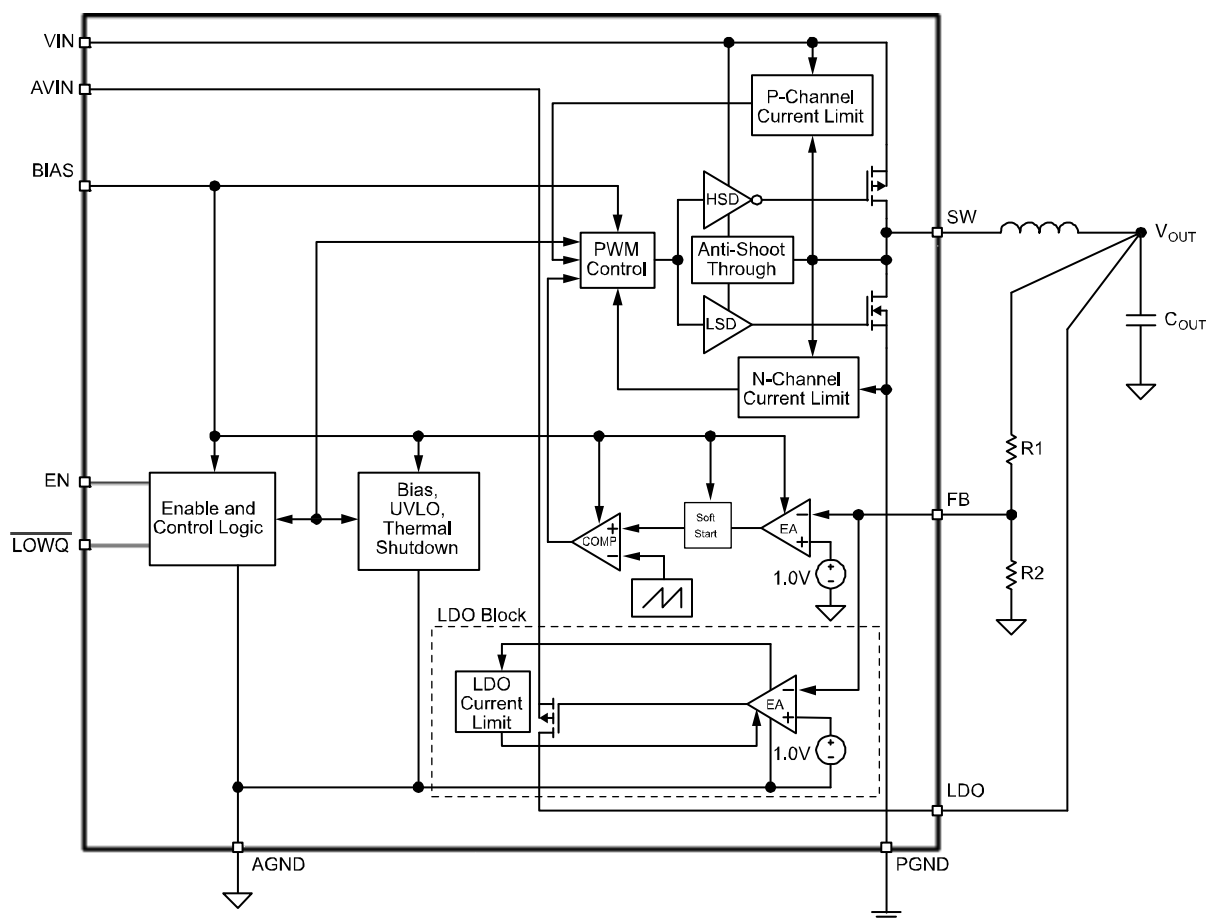 VIN
AVIN
P-Channel
Current Limit
BIAS
HSD
SW
VOUT
PWM
Control
Anti-Shoot
Through
LSD
COUT
N-Channel
Current Limit
R1
EN
FB
Enable and
Control Logic
Bias,
UVLO,
Thermal
Shutdown
+
COMP
−
Soft
Start
−
EA
+
LOWQ
1.0V
+
−
R2
LDO Block
LDO
Current
Limit
−
EA
+
1.0V
+
−
LDO
AGND
PGND